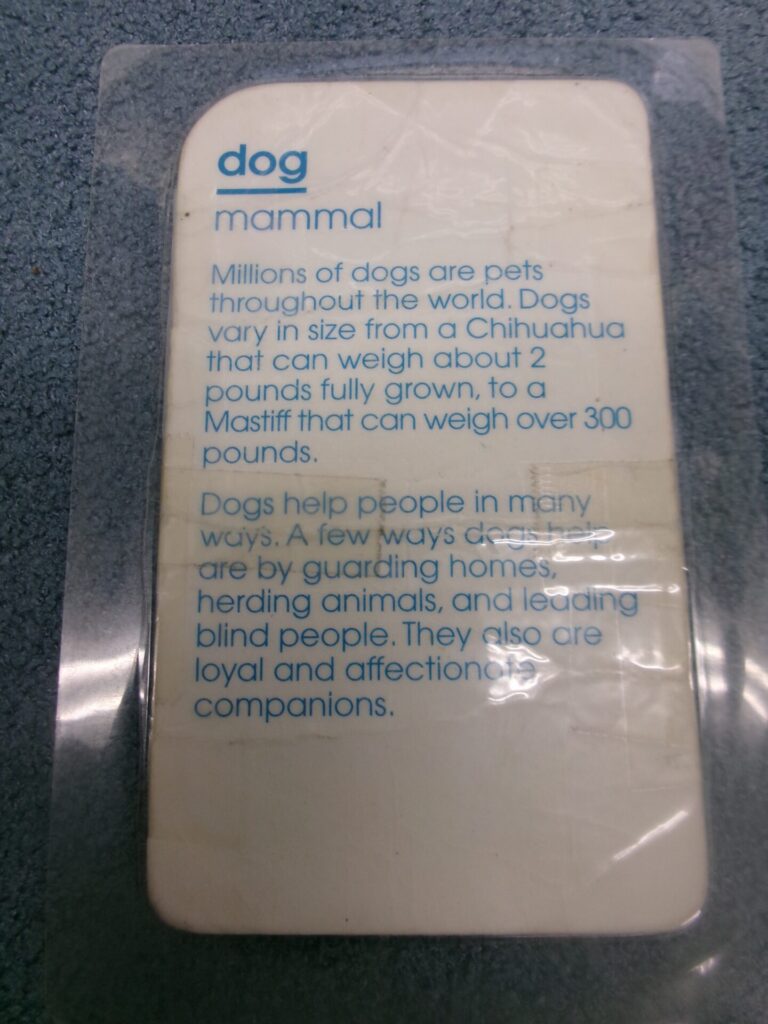 dog
mammal
Millions of dogs are pets
throughout the world. Dogs
vary in size from a Chihuahua
that can weigh about 2
pounds fully grown, to a
Mastiff that can weigh over 300
pounds.
Dogs help people in many
ways. A few ways dogs help
are by guarding homes,
herding animals, and leading
blind people. They also are
loyal and affectionate
companions.